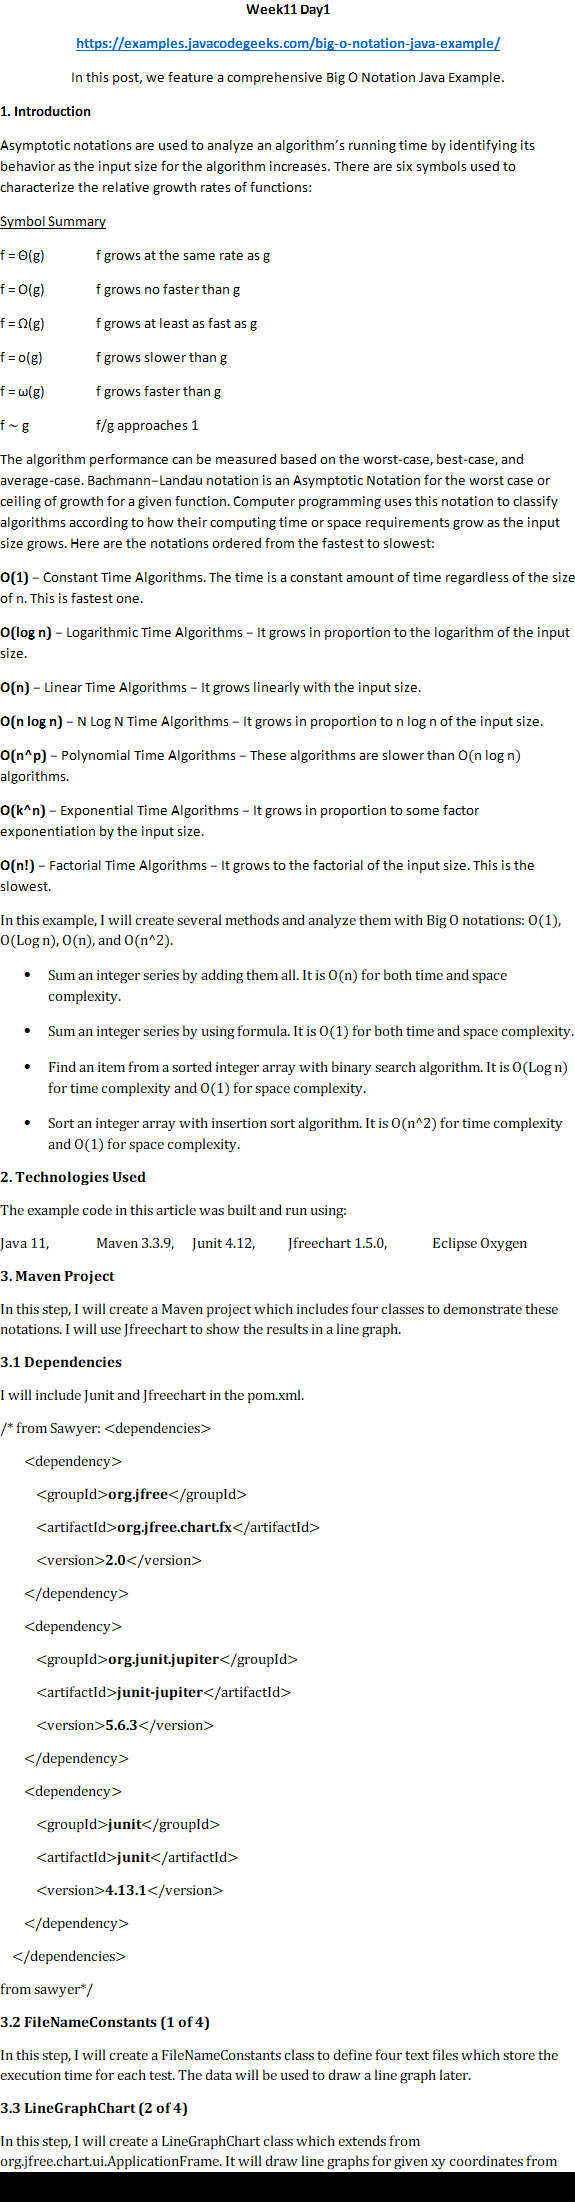 Week11 Day1
https://examples.javacodegeeks.com/big-o-notation-java-example/
In this post, we feature a comprehensive Big O Notation Java Example.
1. Introduction
Asymptotic notations are used to analyze an algorithm's running time by identifying its
behavior as the input size for the algorithm increases. There are six symbols used to
characterize the relative growth rates of functions:
Symbol Summary
f = Θ(g) f grows at the same rate as g
f = O(g) f grows no faster than g
f = Ω(g) f grows at least as fast as g
f = o(g) f grows slower than g
f = ω(g) f grows faster than g
f ~ g f/g approaches 1
The algorithm performance can be measured based on the worst-case, best-case, and
average-case. Bachmann–Landau notation is an Asymptotic Notation for the worst case or
ceiling of growth for a given function. Computer programming uses this notation to classify
algorithms according to how their computing time or space requirements grow as the input
size grows. Here are the notations ordered from the fastest to slowest:
O(1) – Constant Time Algorithms. The time is a constant amount of time regardless of the size
of n. This is fastest one.
O(log n) – Logarithmic Time Algorithms – It grows in proportion to the logarithm of the input
size.
O(n) – Linear Time Algorithms – It grows linearly with the input size.
O(n log n) – N Log N Time Algorithms – It grows in proportion to n log n of the input size.
O(n^p) – Polynomial Time Algorithms – These algorithms are slower than O(n log n)
algorithms.
O(k^n) – Exponential Time Algorithms – It grows in proportion to some factor
exponentiation by the input size.
O(n!) – Factorial Time Algorithms – It grows to the factorial of the input size. This is the
slowest.
In this example, I will create several methods and analyze them with Big O notations: O(1),
O(Log n), O(n), and O(n^2).
• Sum an integer series by adding them all. It is O(n) for both time and space
complexity.
• Sum an integer series by using formula. It is O(1) for both time and space complexity.
• Find an item from a sorted integer array with binary search algorithm. It is O(Log n)
for time complexity and O(1) for space complexity.
• Sort an integer array with insertion sort algorithm. It is O(n^2) for time complexity
and O(1) for space complexity.
2. Technologies Used
The example code in this article was built and run using:
Java 11, Maven 3.3.9, Junit 4.12, Jfreechart 1.5.0, Eclipse Oxygen
3. Maven Project
In this step, I will create a Maven project which includes four classes to demonstrate these
notations. I will use Jfreechart to show the results in a line graph.
3.1 Dependencies
I will include Junit and Jfreechart in the pom.xml.
/* from Sawyer: <dependencies>
<dependency>
<groupId>org.jfree</groupId>
<artifactId>org.jfree.chart.fx</artifactId>
<version>2.0</version>
</dependency>
<dependency>
<groupId>org.junit.jupiter</groupId>
<artifactId>junit-jupiter</artifactId>
<version>5.6.3</version>
</dependency>
<dependency>
<groupId>junit</groupId>
<artifactId>junit</artifactId>
<version>4.13.1</version>
</dependency>
</dependencies>
from sawyer*/
3.2 FileNameConstants (1 of 4)
In this step, I will create a FileNameConstants class to define four text files which store the
execution time for each test. The data will be used to draw a line graph later.
3.3 LineGraphChart (2 of 4)
In this step, I will create a LineGraphChart class which extends from
org.jfree.chart.ui.ApplicationFrame. It will draw line graphs for given xy coordinates from